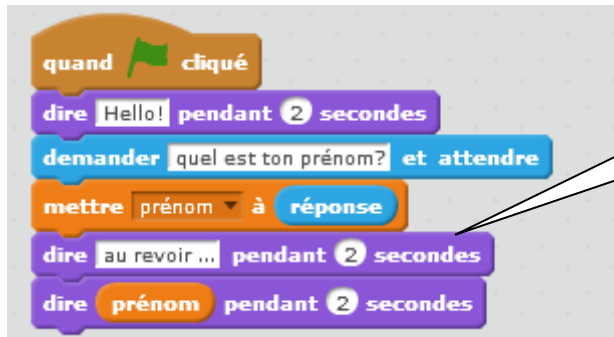 quand cliqué
dire Hello! pendant 2 secondes
demander quel est ton prénom? et attendre
mettre prénom à réponse
dire au revoir ... pendant 2 secondes
dire prénom pendant 2 secondes